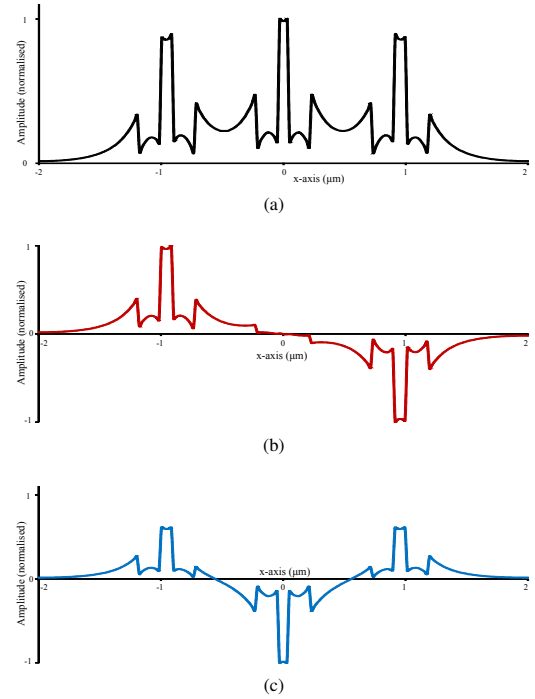 Amplitude (normalised)
1
0
-2
-1
0
1
2
x-axis (μm)
(a)
Amplitude (normalised)
1
0
-1
-2
-1
0
1
2
x-axis (μm)
(b)
Amplitude (normalised)
1
0
-1
x-axis (μm)
-2
-1
0
1
2
(c)